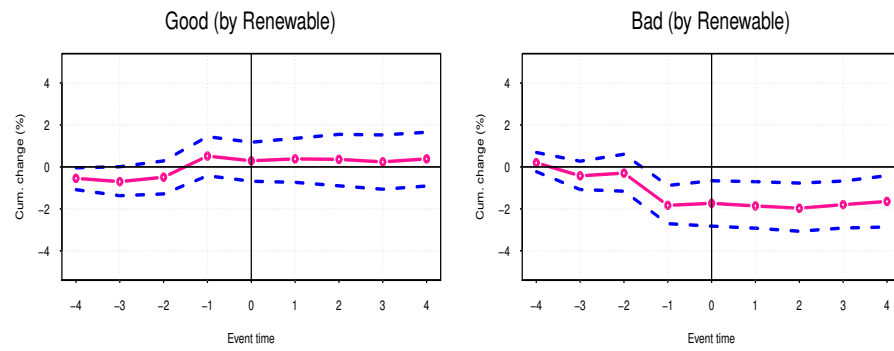 Good (by Renewable)
Cum. change (%)
4
2
0
−2
−4
−4 −3 −2 −1 0 1 2 3 4
Event time
Bad (by Renewable)
Cum. change (%)
4
2
0
−2
−4
−4 −3 −2 −1 0 1 2 3 4
Event time